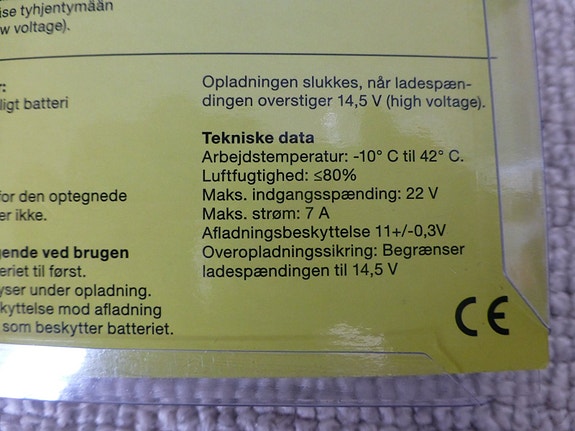 ise tyhjentymään
w voltage).
r:
ligt batteri
for den optegnede
er ikke.
gende ved brugen
eriet til først.
yser under opladning.
kyttelse mod afladning
som beskytter batteriet.
Opladningen slukkes, når ladespæn-
dingen overstiger 14,5 V (high voltage).
Tekniske data
Arbejdstemperatur: -10° C til 42° C.
Luftfugtighed: ≤80%
Maks. indgangsspænding: 22 V
Maks. strøm: 7 A
Afladningsbeskyttelse 11+/-0,3V
Overopladningssikring: Begrænser
ladespændingen til 14,5 V
CE